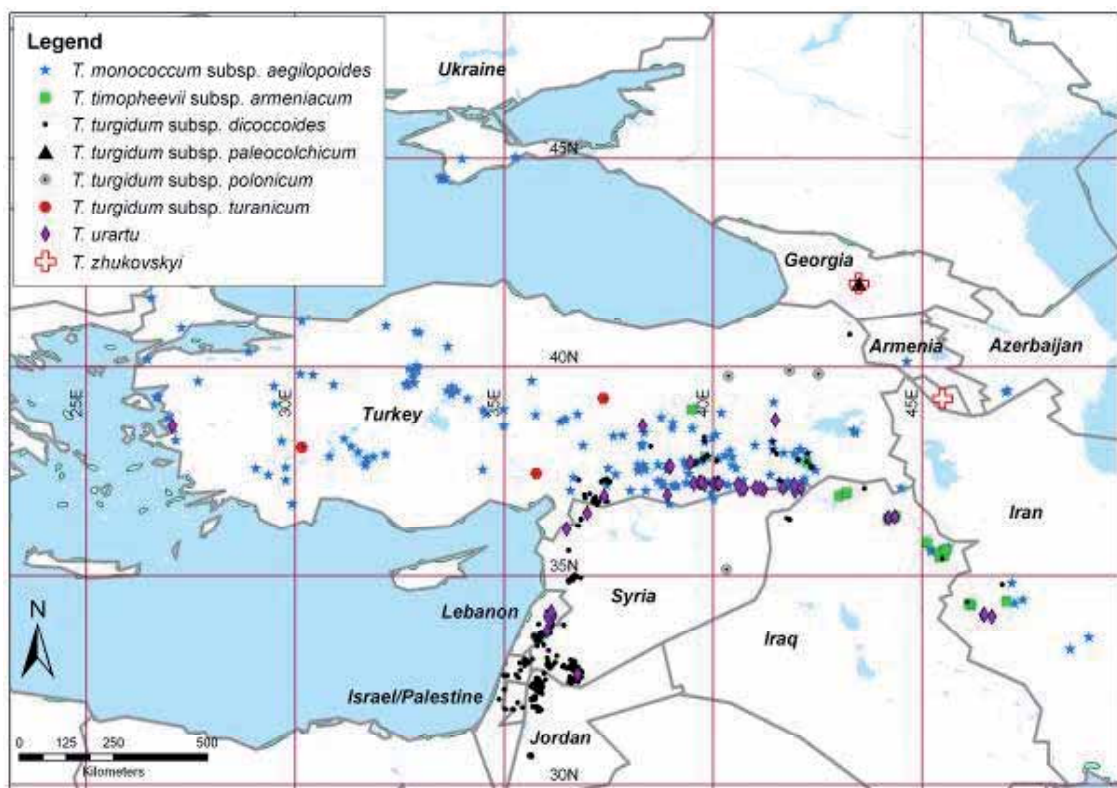 Legend
T. monococcum subsp. aegilopoides
T. timopheevii subsp. armeniacum
T. turgidum subsp. dicoccoides
T. turgidum subsp. paleocolchicum
T. turgidum subsp. polonicum
T. turgidum subsp. turanicum
T. urartu
T. zhukovskyi
Ukraine
45N
Georgia
Armenia
Azerbaijan
40N
25E
30E
35E
40E
45E
Turkey
Iran
35N
Lebanon
Syria
Iraq
N
Israel/Palestine
Jordan
30N
0 125 250 500
Kilometers